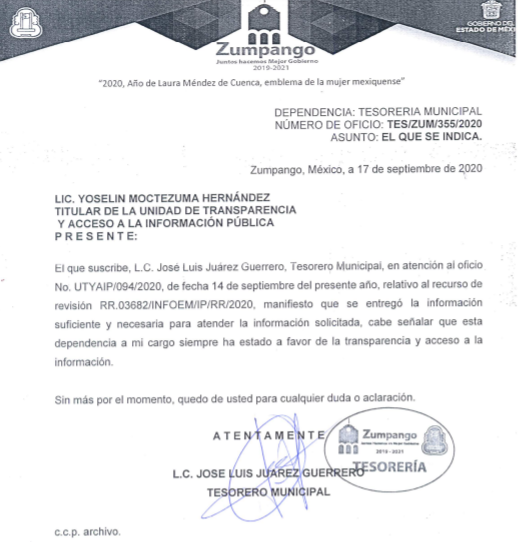 Zumpango
Juntos hacemos Mejor Gobierno
2019-2021
GOBIERNO DEL
ESTADO DE MÉXI
"2020, Año de Laura Méndez de Cuenca, emblema de la mujer mexiquense"
DEPENDENCIA: TESORERIA MUNICIPAL
NÚMERO DE OFICIO: TES/ZUM/355/2020
ASUNTO: EL QUE SE INDICA.
Zumpango, México, a 17 de septiembre de 2020
LIC. YOSELIN MOCTEZUMA HERNÁNDEZ
TITULAR DE LA UNIDAD DE TRANSPARENCIA
Y ACCESO A LA INFORMACIÓN PÚBLICA
P R E S E N T E:
El que suscribe, L.C. José Luis Juárez Guerrero, Tesorero Municipal, en atención al oficio
No. UTYAIP/094/2020, de fecha 14 de septiembre del presente año, relativo al recurso de
revisión RR.03682/INFOEM/IP/RR/2020, manifiesto que se entregó la información
suficiente y necesaria para atender la información solicitada, cabe señalar que esta
dependencia a mi cargo siempre ha estado a favor de la transparencia y acceso a la
información.
Sin más por el momento, quedo de usted para cualquier duda o aclaración.
A T E N T A M E N T E
Zumpango
2019 - 2021
TESORERÍA
L.C. JOSE LUIS JUAREZ GUERRERO
TESORERO MUNICIPAL
c.c.p. archivo.